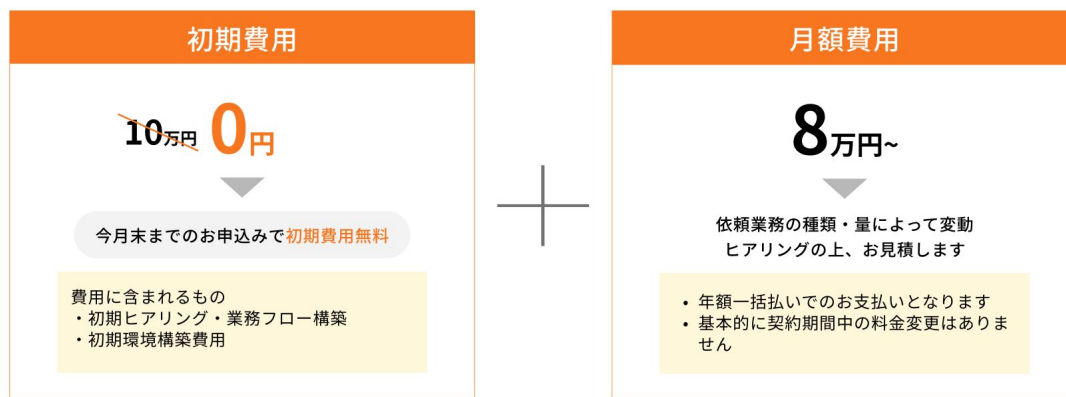 初期費用
10万円 0円
今月末までのお申込みで初期費用無料
費用に含まれるもの
・初期ヒアリング・業務フロー構築
・初期環境構築費用
月額費用
8万円~
依頼業務の種類・量によって変動
ヒアリングの上、お見積します
• 年額一括払いでのお支払いとなります
• 基本的に契約期間中の料金変更はありま
せん